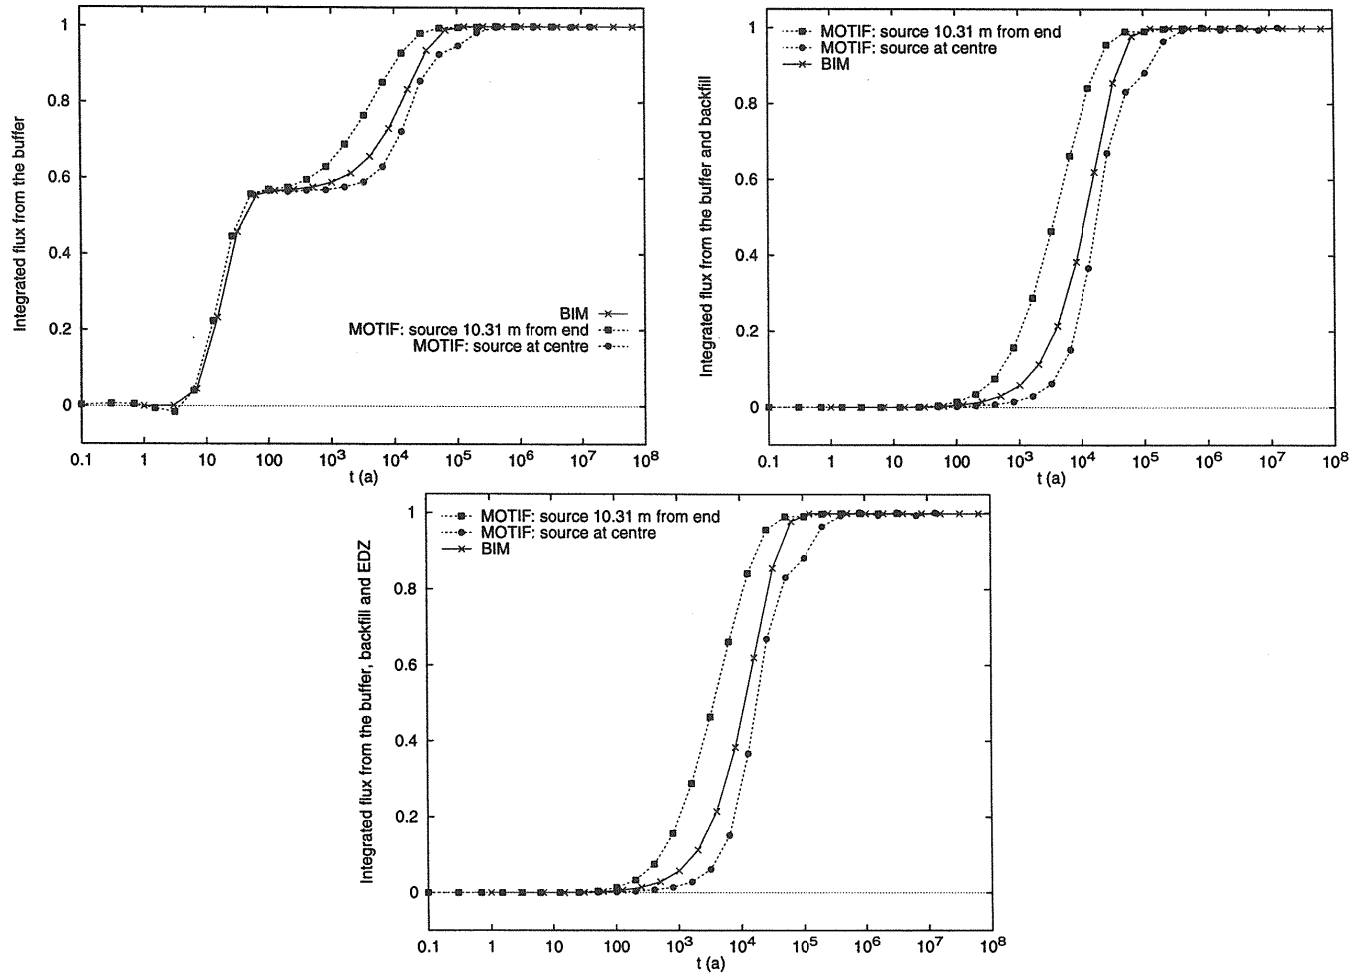 Integrated flux from the buffer
1
0.8
0.6
0.4
0.2
0
BIM
MOTIF: source 10.31 m from end
MOTIF: source at centre
0.1 1 10 100 10³ 10⁴ 10⁵ 10⁶ 10⁷ 10⁸
t (a)
Integrated flux from the buffer and backfill
1
0.8
0.6
0.4
0.2
0
MOTIF: source 10.31 m from end
MOTIF: source at centre
BIM
0.1 1 10 100 10³ 10⁴ 10⁵ 10⁶ 10⁷ 10⁸
t (a)
Integrated flux from the buffer, backfill and EDZ
1
0.8
0.6
0.4
0.2
0
MOTIF: source 10.31 m from end
MOTIF: source at centre
BIM
0.1 1 10 100 10³ 10⁴ 10⁵ 10⁶ 10⁷ 10⁸
t (a)